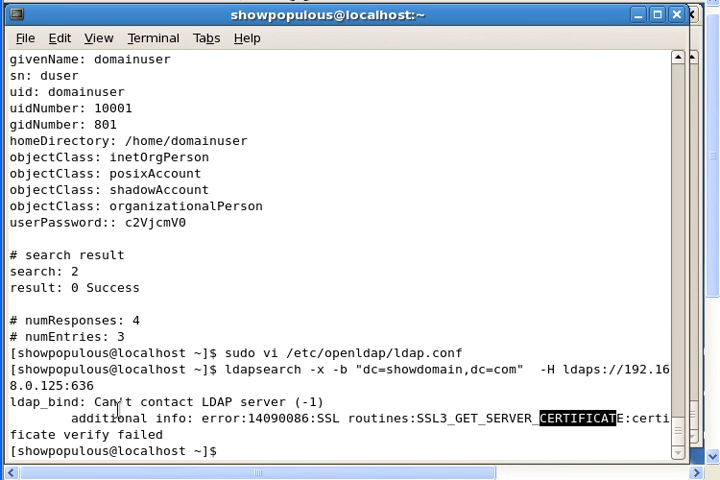 showpopulous@localhost:~
File Edit View Terminal Tabs Help
givenName: domainuser
sn: duser
uid: domainuser
uidNumber: 10001
gidNumber: 801
homeDirectory: /home/domainuser
objectClass: inetOrgPerson
objectClass: posixAccount
objectClass: shadowAccount
objectClass: organizationalPerson
userPassword:: c2VjcmV0
# search result
search: 2
result: 0 Success
# numResponses: 4
# numEntries: 3
[showpopulous@localhost ~]$ sudo vi /etc/openldap/ldap.conf
[showpopulous@localhost ~]$ ldapsearch -x -b "dc=showdomain,dc=com"  -H ldaps://192.16
8.0.125:636
ldap_bind: Can't contact LDAP server (-1)
        additional info: error:14090086:SSL routines:SSL3_GET_SERVER_CERTIFICATE:certi
ficate verify failed
[showpopulous@localhost ~]$